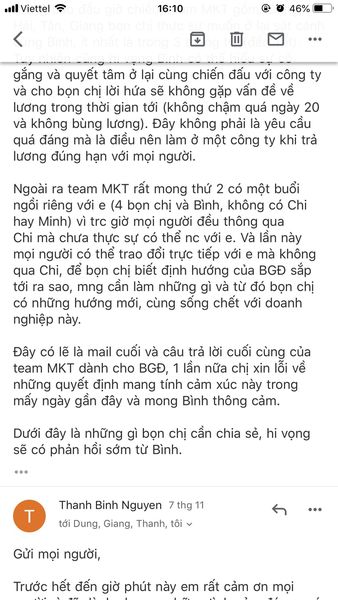 Viettel
16:10
46%
gắng và quyết tâm ở lại cùng chiến đấu với công ty
và cho bọn chị lời hứa sẽ không gặp vấn đề về
lương trong thời gian tới (không chậm quá ngày 20
và không bùng lương). Đây không phải là yêu cầu
quá đáng mà là điều nên làm ở một công ty khi trả
lương đúng hạn với mọi người.
Ngoài ra team MKT rất mong thứ 2 có một buổi
ngồi riêng với e (4 bọn chị và Bình, không có Chi
hay Minh) vì trc giờ mọi người đều thông qua
Chi mà chưa thực sự có thể nc với e. Và lần này
mọi người có thể trao đổi trực tiếp với e mà không
qua Chi, để bọn chị biết định hướng của BGĐ sắp
tới ra sao, mng cần làm những gì và từ đó bọn chị
có những hướng mới, cùng sống chết với doanh
nghiệp này.
Đây có lẽ là mail cuối và câu trả lời cuối cùng của
team MKT dành cho BGĐ, 1 lần nữa chị xin lỗi về
những quyết định mang tính cảm xúc này trong
mấy ngày gần đây và mong Bình thông cảm.
Dưới đây là những gì bọn chị cần chia sẻ, hi vọng
sẽ có phản hồi sớm từ Bình.
T
Thanh Binh Nguyen 7 thg 11
tới Dung, Giang, Thanh, tôi
Gửi mọi người,
Trước hết đến giờ phút này em rất cảm ơn mọi